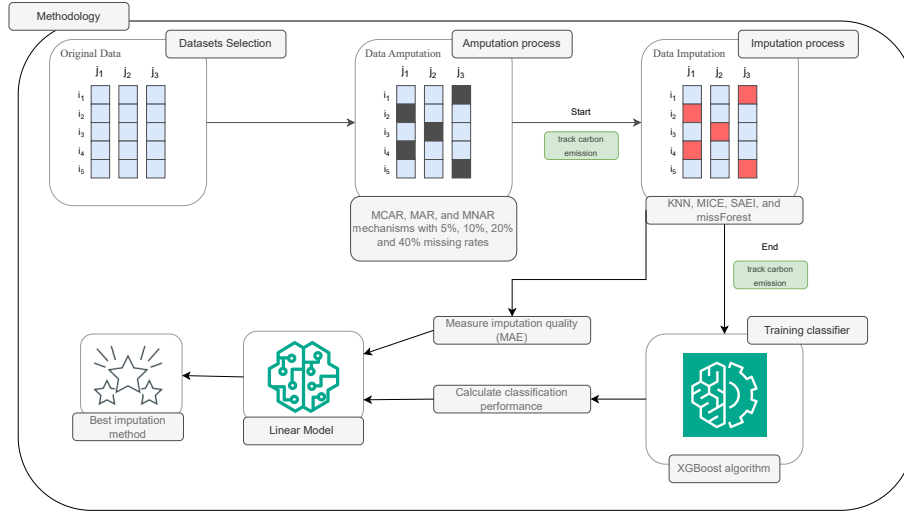 Methodology
Datasets Selection
Original Data
j1 j2 j3
Amputation process
Data Amputation
j1 j2 j3
i1
i2
i3
i4
i5
MCAR, MAR, and MNAR
mechanisms with 5%, 10%, 20%
and 40% missing rates
Start
track carbon
emission
Imputation process
Data Imputation
j1 j2 j3
i1
i2
i3
i4
i5
KNN, MICE, SAEI, and
missForest
End
track carbon
emission
Training classifier
XGBoost algorithm
Measure imputation quality
(MAE)
Calculate classification
performance
Linear Model
Best imputation
method
i1
i2
i3
i4
i5